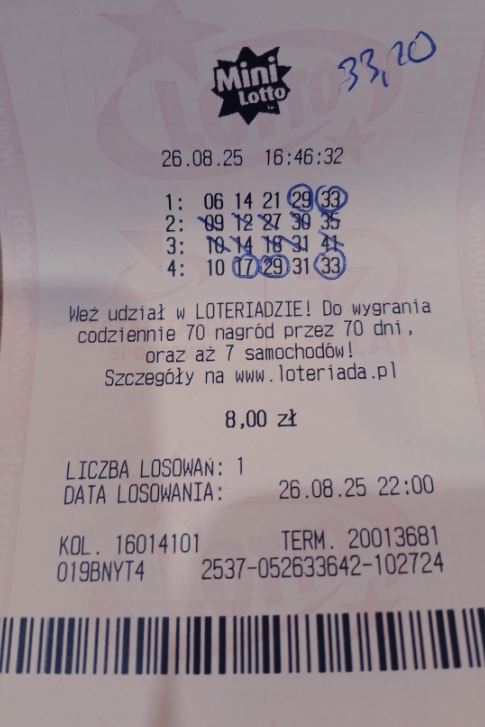 33,20
Mini
Lotto
26.08.25 16:46:32
1: 06 14 21 29 33
2: 09 12 27 30 35
3: 10 14 18 31 41
4: 10 17 29 31 33
Weź udział w LOTERIADZIE! Do wygrania
codziennie 70 nagród przez 70 dni,
oraz aż 7 samochodów!
Szczegóły na www.loteriada.pl
8,00 zł
LICZBA LOSOWAŃ: 1
DATA LOSOWANIA: 26.08.25 22:00
KOL. 16014101 TERM. 20013681
019BNYT4 2537-052633642-102724